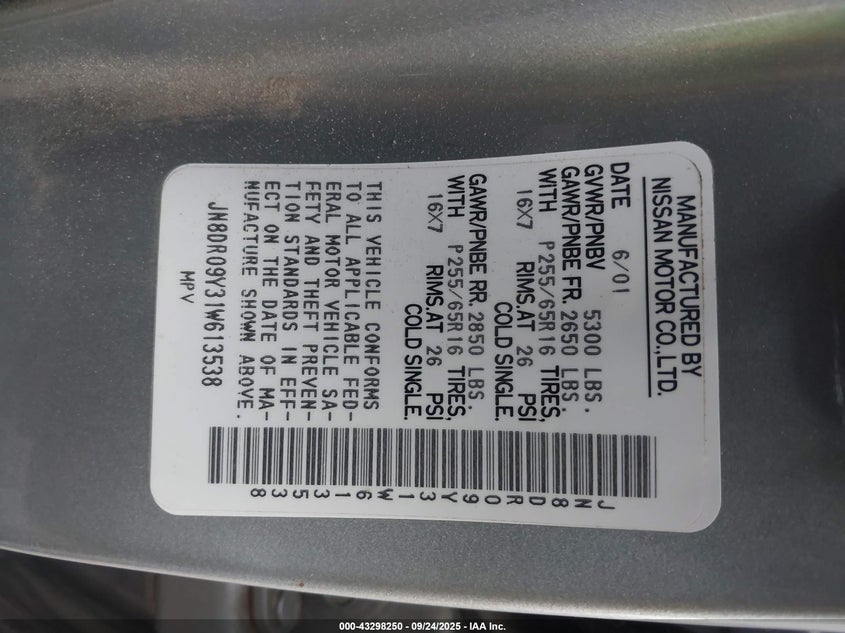 MANUFACTURED BY
NISSAN MOTOR CO.,LTD.
DATE 6/01
GVWR/PNBV 5300 LBS.
GAWR/PNBE FR. 2650 LBS.
WITH P255/65R16 TIRES,
16X7 RIMS,AT 26 PSI
COLD SINGLE.
GAWR/PNBE RR. 2850 LBS.
WITH P255/65R16 TIRES,
16X7 RIMS,AT 26 PSI
COLD SINGLE.
THIS VEHICLE CONFORMS
TO ALL APPLICABLE FED-
ERAL MOTOR VEHICLE SA-
FETY AND THEFT PREVEN-
TION STANDARDS IN EFF-
ECT ON THE DATE OF MA-
NUFACTURE SHOWN ABOVE.
JN8DR09Y31W613538
MPV
JN8DR09Y31W613538
000-43298250 - 09/24/2025 - IAA Inc.